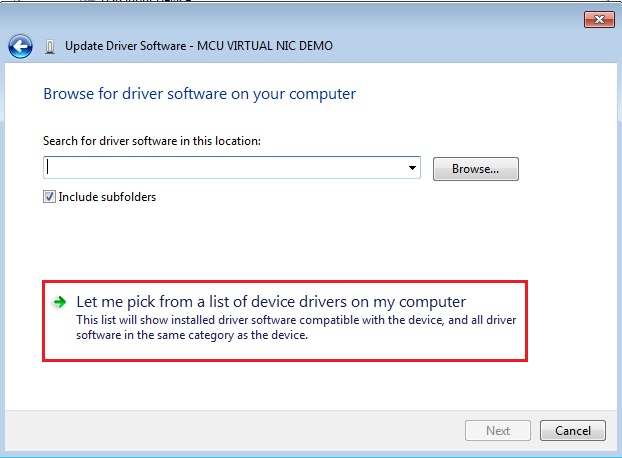 Update Driver Software - MCU VIRTUAL NIC DEMO
Browse for driver software on your computer
Search for driver software in this location:
Browse...
Include subfolders
Let me pick from a list of device drivers on my computer
This list will show installed driver software compatible with the device, and all driver
software in the same category as the device.
Next
Cancel